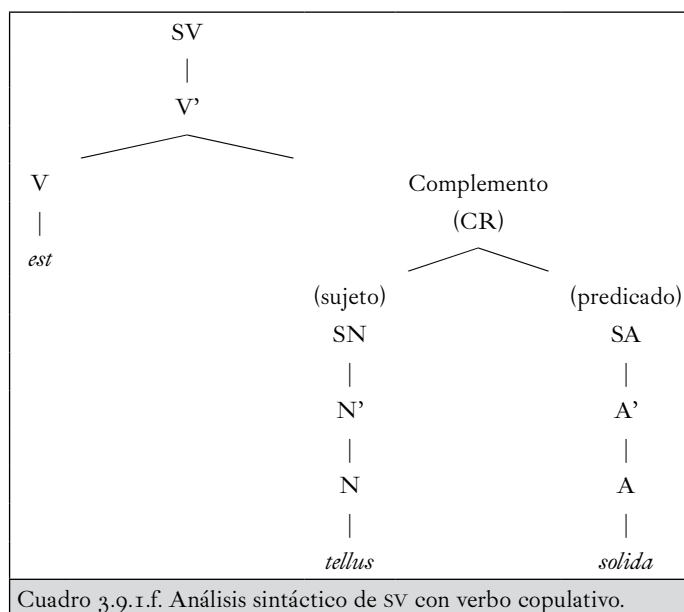 SV
|
V’
V Complemento
| (CR)
est
(sujeto) (predicado)
SN SA
| |
N’ A’
| |
N A
| |
tellus solida
Cuadro 3.9.1.f. Análisis sintáctico de SV con verbo copulativo.